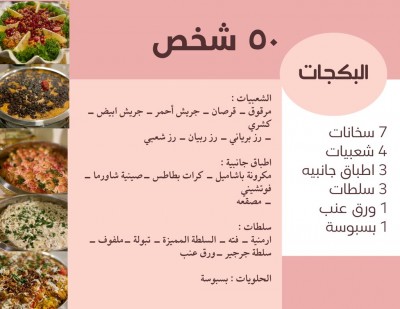 ٥٠ شخص
البكجات
7 سخانات
4 شعبيات
3 اطباق جانبيه
3 سلطات
1 ورق عنب
1 بسبوسة
الشعبيات :
مرقوق ـ قرصان ـ جريش أحمر ـ جريش ابيض ـ
كشري
ـ رز برياني ـ رز ربيان ـ رز شعبي
اطباق جانبية :
مكرونة باشاميل ـ كرات بطاطس ـ صينية شاورما ـ
فوتشيني
ـ مصقعه
سلطات :
ارمنية ـ فته ـ السلطة المميزة ـ تبولة ـ ملفوف ـ
سلطة جرجير ـ ورق عنب
الحلويات : بسبوسة